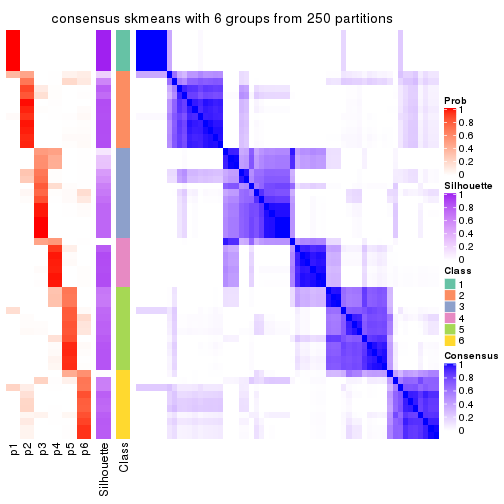 consensus skmeans with 6 groups from 250 partitions
Prob
1
0.8
0.6
0.4
0.2
0
Silhouette
1
0.8
0.6
0.4
0.2
0
Class
1
2
3
4
5
6
Consensus
1
0.8
0.6
0.4
0.2
0
p1
p2
p3
p4
p5
p6
Silhouette
Class